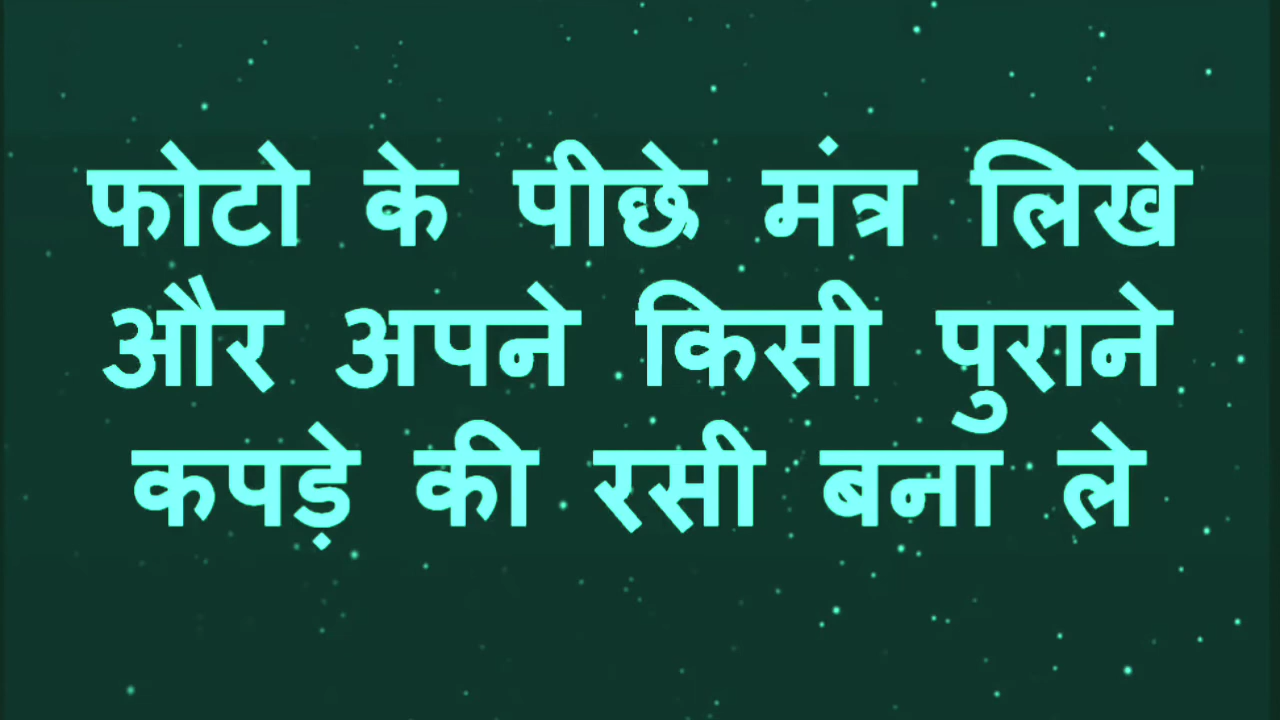 फोटो के पीछे मंत्र लिखे
और अपने किसी पुराने
कपड़े की रसी बना ले